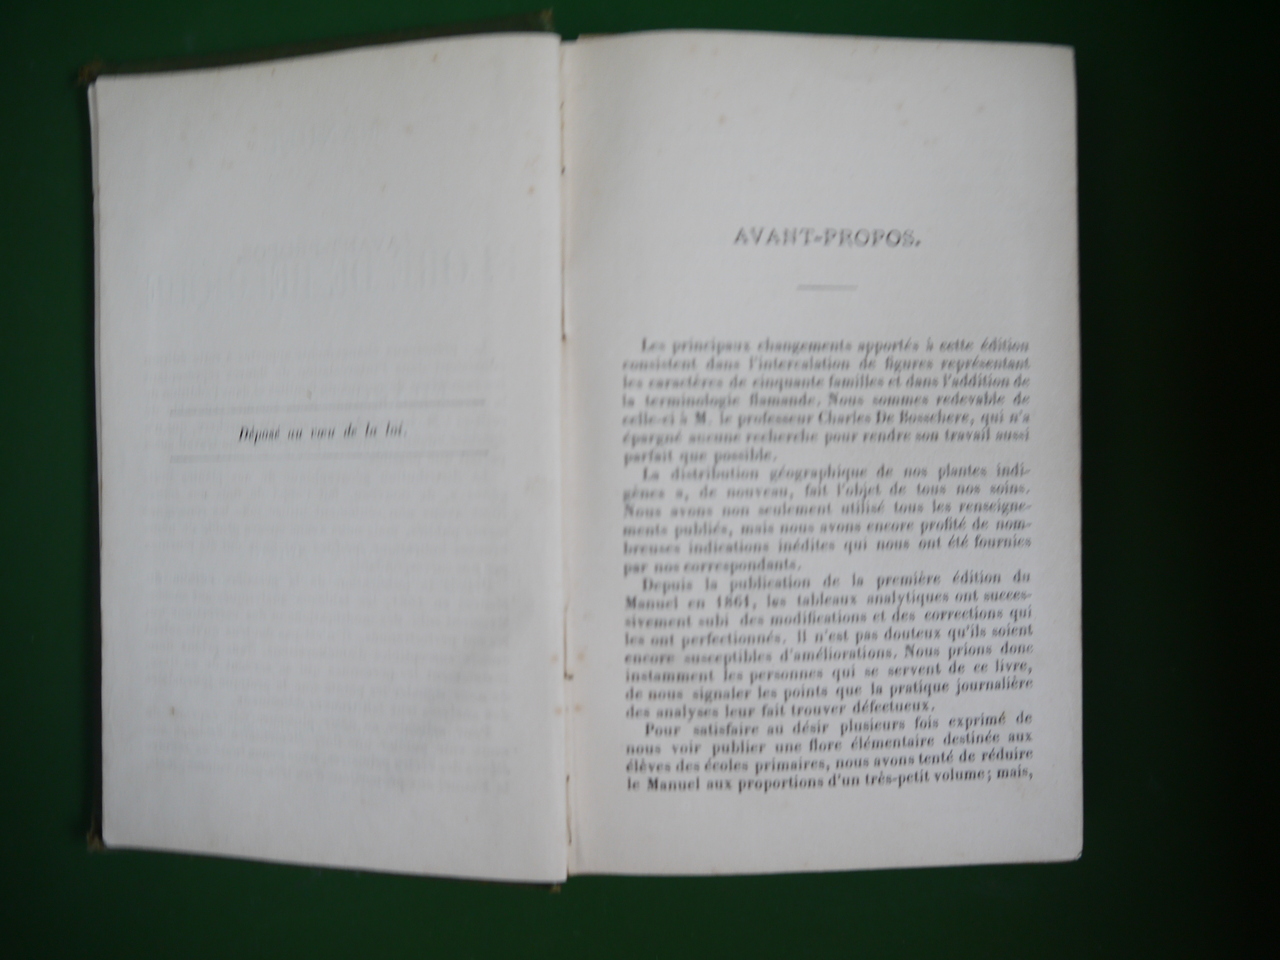 Déposé au vœu de la loi.
AVANT-PROPOS.
Les principaux changements apportés à cette édition
consistent dans l'intercalation de figures représentant
les caractères de cinquante familles et dans l'addition de
la terminologie flamande. Nous sommes redevable de
celle-ci à M. le professeur Charles De Bosschere, qui n'a
épargné aucune recherche pour rendre son travail aussi
parfait que possible.
La distribution géographique de nos plantes indi-
gènes a, de nouveau, fait l'objet de tous nos soins.
Nous avons non seulement utilisé tous les renseigne-
ments publiés, mais nous avons encore profité de nom-
breuses indications inédites qui nous ont été fournies
par nos correspondants.
Depuis la publication de la première édition du
Manuel en 1864, les tableaux analytiques ont succes-
sivement subi des modifications et des corrections qui
les ont perfectionnés. Il n'est pas douteux qu'ils soient
encore susceptibles d'améliorations. Nous prions donc
instamment les personnes qui se servent de ce livre,
de nous signaler les points que la pratique journalière
des analyses leur fait trouver défectueux.
Pour satisfaire au désir plusieurs fois exprimé de
nous voir publier une flore élémentaire destinée aux
élèves des écoles primaires, nous avons tenté de réduire
le Manuel aux proportions d'un très-petit volume; mais,